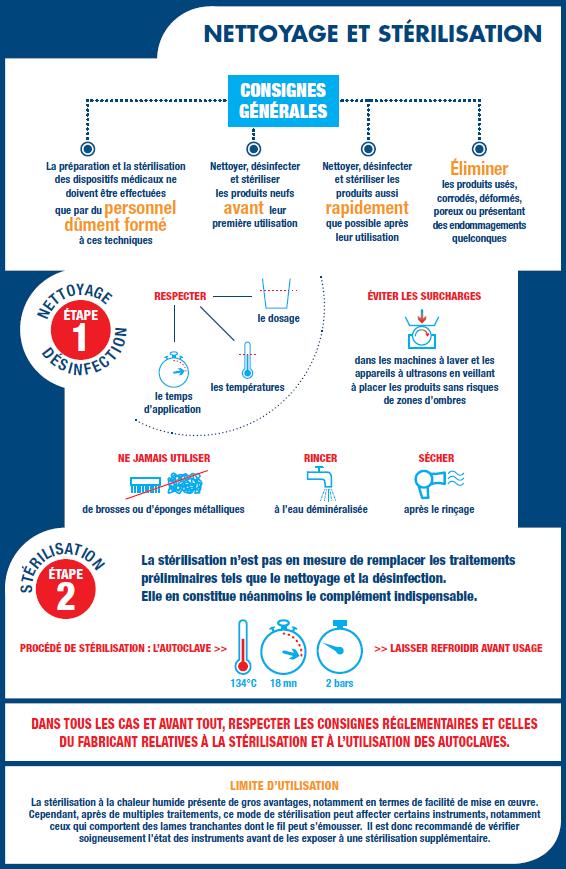 NETTOYAGE ET STÉRILISATION
CONSIGNES
GÉNÉRALES
La préparation et la stérilisation
des dispositifs médicaux ne
doivent être effectuées
que par du personnel
dûment formé
à ces techniques
Nettoyer, désinfecter
et stériliser
les produits neufs
avant leur
première utilisation
Nettoyer, désinfecter
et stériliser les
produits aussi
rapidement
que possible après
leur utilisation
Éliminer
les produits usés,
corrodés, déformés,
poreux ou présentant
des endommagements
quelconques
NETTOYAGE
ÉTAPE
1
DÉSINFECTION
RESPECTER
le dosage
les températures
le temps
d'application
ÉVITER LES SURCHARGES
dans les machines à laver et les
appareils à ultrasons en veillant
à placer les produits sans risques
de zones d'ombres
NE JAMAIS UTILISER
de brosses ou d'éponges métalliques
RINCER
à l'eau déminéralisée
SÉCHER
après le rinçage
STÉRILISATION
ÉTAPE
2
La stérilisation n'est pas en mesure de remplacer les traitements
préliminaires tels que le nettoyage et la désinfection.
Elle en constitue néanmoins le complément indispensable.
PROCÉDÉ DE STÉRILISATION : L'AUTOCLAVE >>
134°C
18 mn
2 bars
>> LAISSER REFROIDIR AVANT USAGE
DANS TOUS LES CAS ET AVANT TOUT, RESPECTER LES CONSIGNES RÉGLEMENTAIRES ET CELLES
DU FABRICANT RELATIVES À LA STÉRILISATION ET À L'UTILISATION DES AUTOCLAVES.
LIMITE D'UTILISATION
La stérilisation à la chaleur humide présente de gros avantages, notamment en termes de facilité de mise en œuvre.
Cependant, après de multiples traitements, ce mode de stérilisation peut affecter certains instruments, notamment
ceux qui comportent des lames tranchantes dont le fil peut s'émousser. Il est donc recommandé de vérifier
soigneusement l'état des instruments avant de les exposer à une stérilisation supplémentaire.